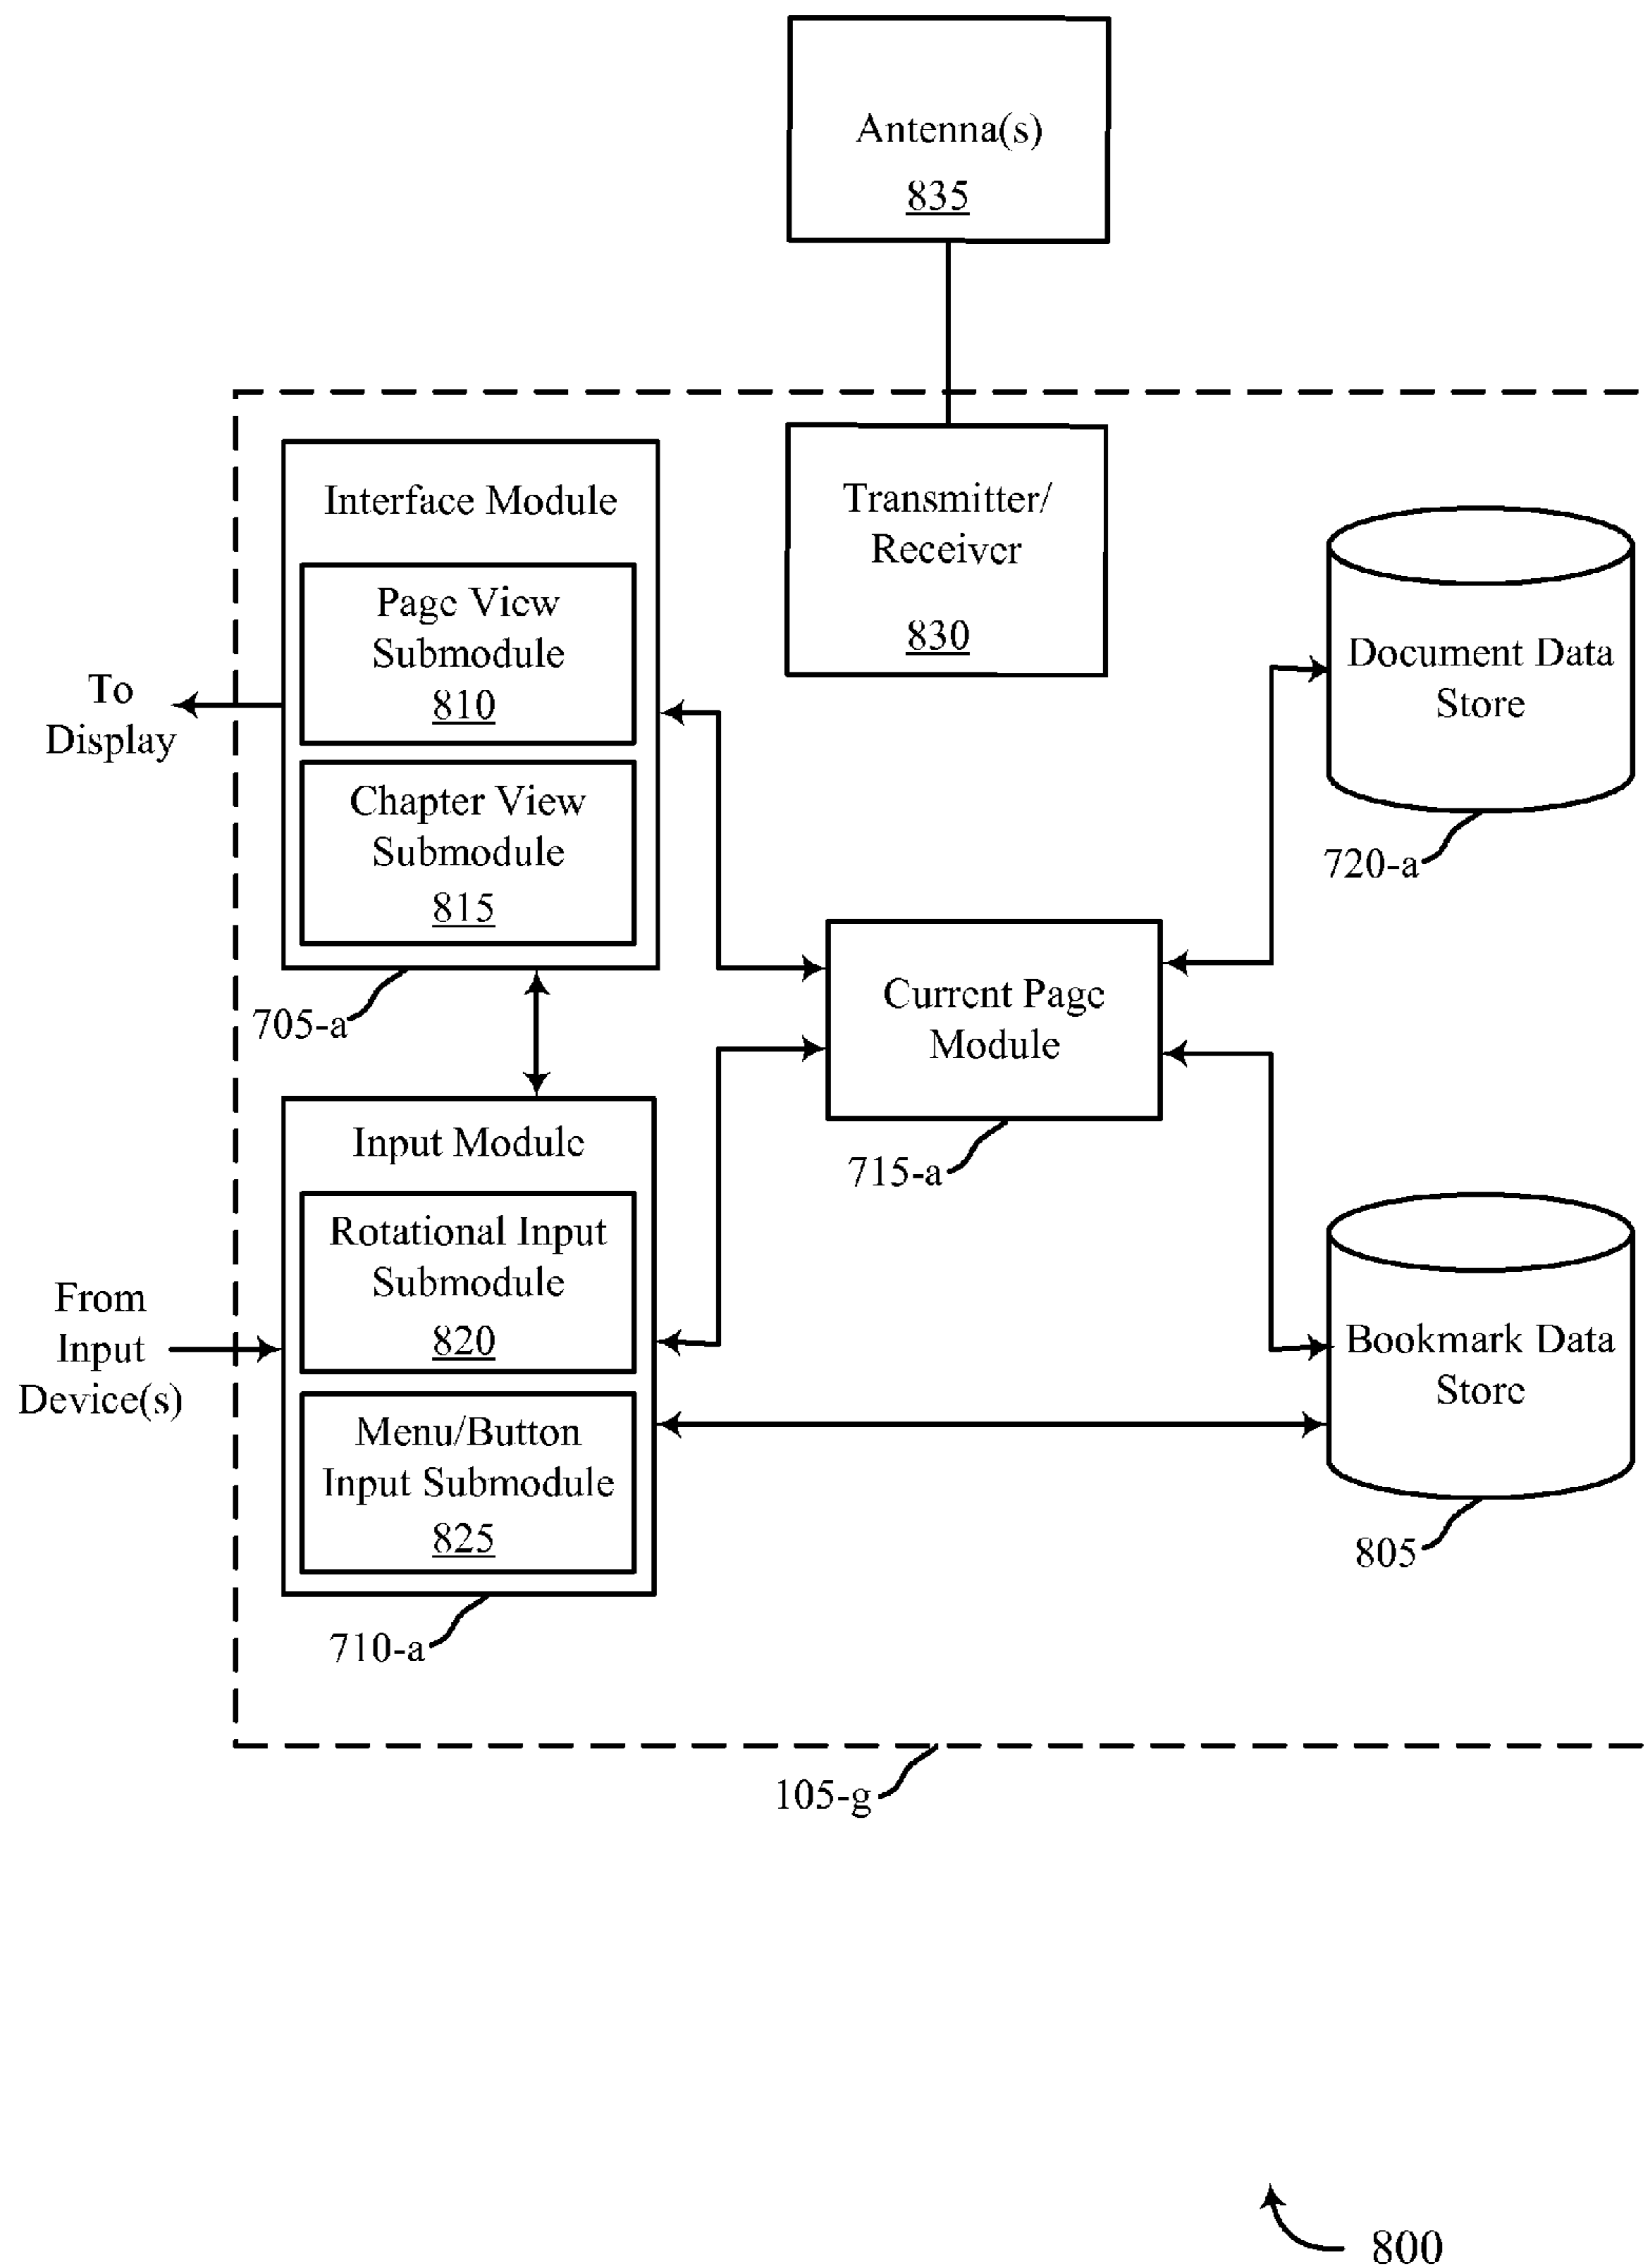 Antenna(s)
835
Interface Module
Page View
Submodule
810
Chapter View
Submodule
815
705-a
To
Display
Transmitter/
Receiver
830
Document Data
Store
720-a
Current Page
Module
715-a
Input Module
Rotational Input
Submodule
820
Menu/Button
Input Submodule
825
710-a
From
Input
Device(s)
Bookmark Data
Store
805
105-g
800